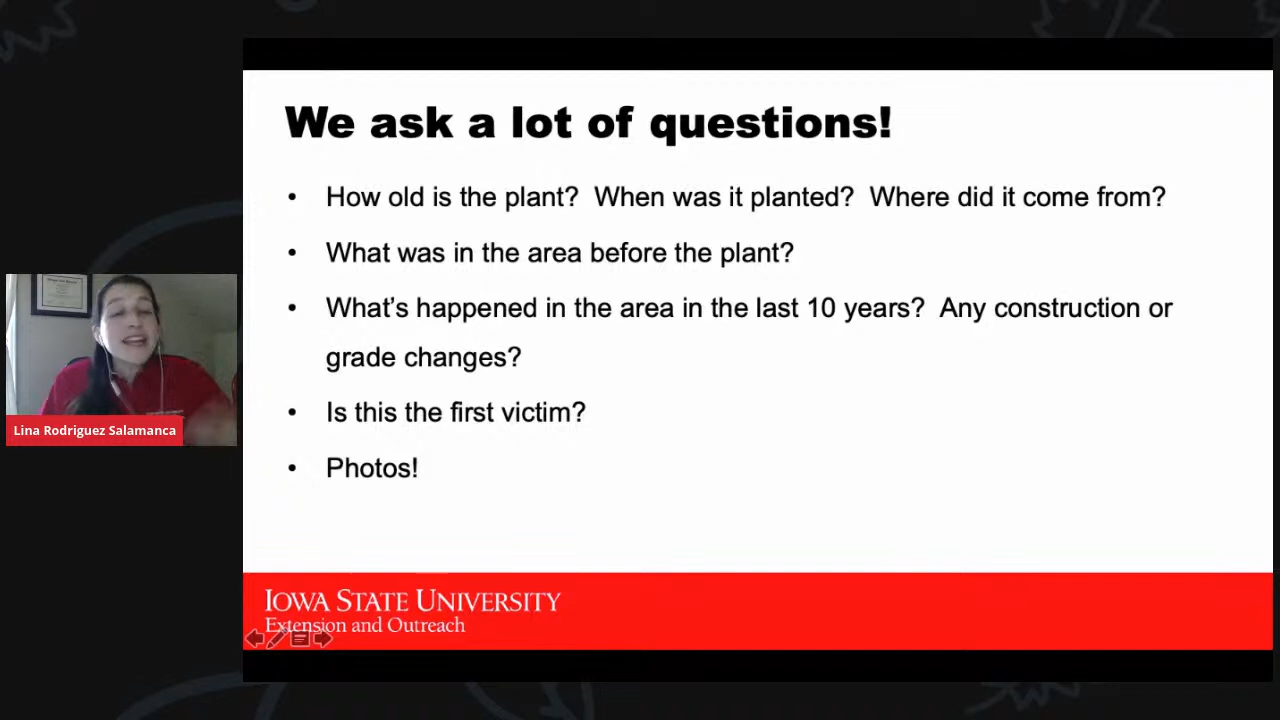 We ask a lot of questions!
• How old is the plant?  When was it planted?  Where did it come from?
• What was in the area before the plant?
• What's happened in the area in the last 10 years?  Any construction or
grade changes?
• Is this the first victim?
• Photos!
Lina Rodriguez Salamanca
IOWA STATE UNIVERSITY
Extension and Outreach